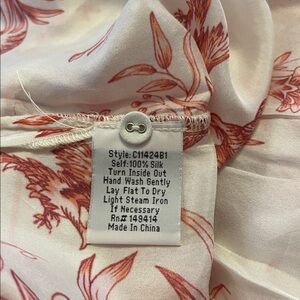 Style: C11424B1
Self: 100% Silk
Turn Inside Out
Hand Wash Gently
Lay Flat To Dry
Light Steam Iron
If Necessary
Rn# 149414
Made In China